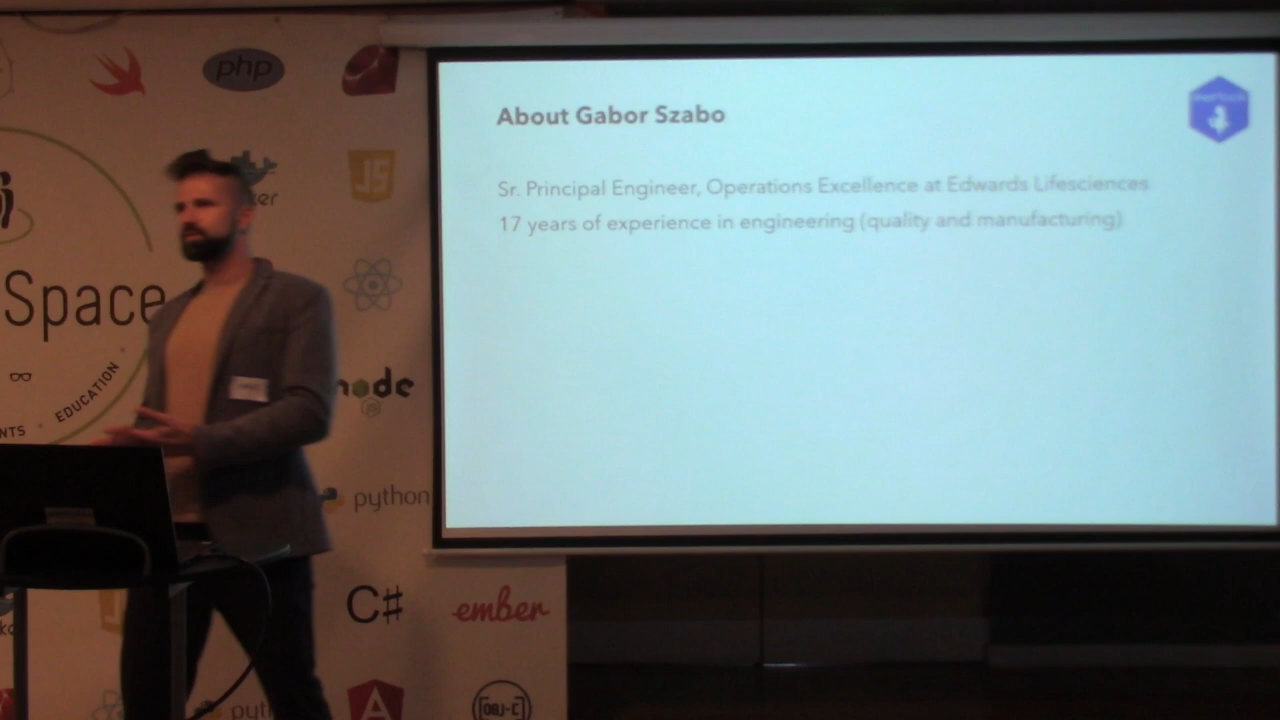 About Gabor Szabo
Sr. Principal Engineer, Operations Excellence at Edwards Lifesciences
17 years of experience in engineering (quality and manufacturing)
php
JS
Space
EDUCATION
node
JS
python
C#
ember